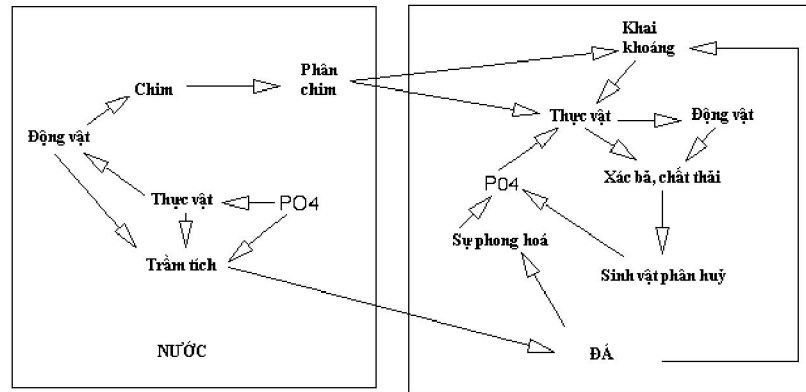 Chim
Phân
chim
Động vật
Thực vật
PO4
Trầm tích
NƯỚC
Khai
khoáng
Thực vật
Động vật
PO4
Xác bã, chất thải
Sự phong hoá
Sinh vật phân huỷ
ĐÁ